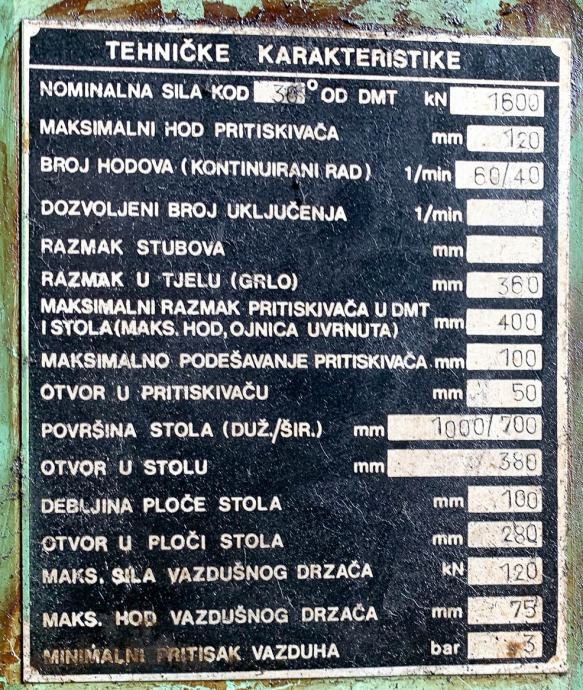 TEHNIČKE KARAKTERISTIKE
NOMINALNA SILA KOD 30° OD DMT kN 1600
MAKSIMALNI HOD PRITISKIVAČA mm 120
BROJ HODOVA (KONTINUIRANI RAD) 1/min 60/40
DOZVOLJENI BROJ UKLJUČENJA 1/min
RAZMAK STUBOVA mm
RAZMAK U TJELU (GRLO) mm 360
MAKSIMALNI RAZMAK PRITISKIVAČA U DMT
I STOLA (MAKS. HOD, OJNICA UVRNUTA) mm 400
MAKSIMALNO PODEŠAVANJE PRITISKIVAČA mm 100
OTVOR U PRITISKIVAČU mm 50
POVRŠINA STOLA (DUŽ./ŠIR.) mm 1000/700
OTVOR U STOLU mm 380
DEBLJINA PLOČE STOLA mm 100
OTVOR U PLOČI STOLA mm 280
MAKS. SILA VAZDUŠNOG DRZAČA kN 120
MAKS. HOD VAZDUŠNOG DRZAČA mm 75
MINIMALNI PRITISAK VAZDUHA bar 3